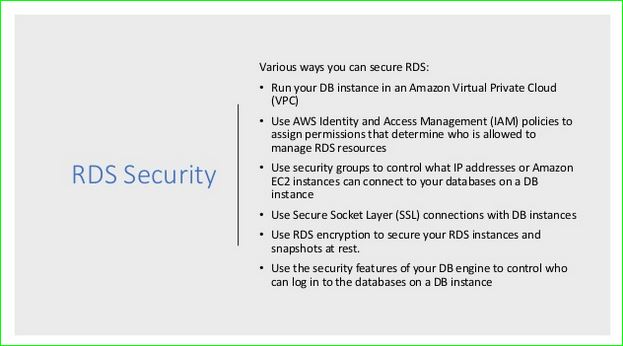 RDS Security
Various ways you can secure RDS:
• Run your DB instance in an Amazon Virtual Private Cloud
(VPC)
• Use AWS Identity and Access Management (IAM) policies to
assign permissions that determine who is allowed to
manage RDS resources
• Use security groups to control what IP addresses or Amazon
EC2 instances can connect to your databases on a DB
instance
• Use Secure Socket Layer (SSL) connections with DB instances
• Use RDS encryption to secure your RDS instances and
snapshots at rest.
• Use the security features of your DB engine to control who
can log in to the databases on a DB instance